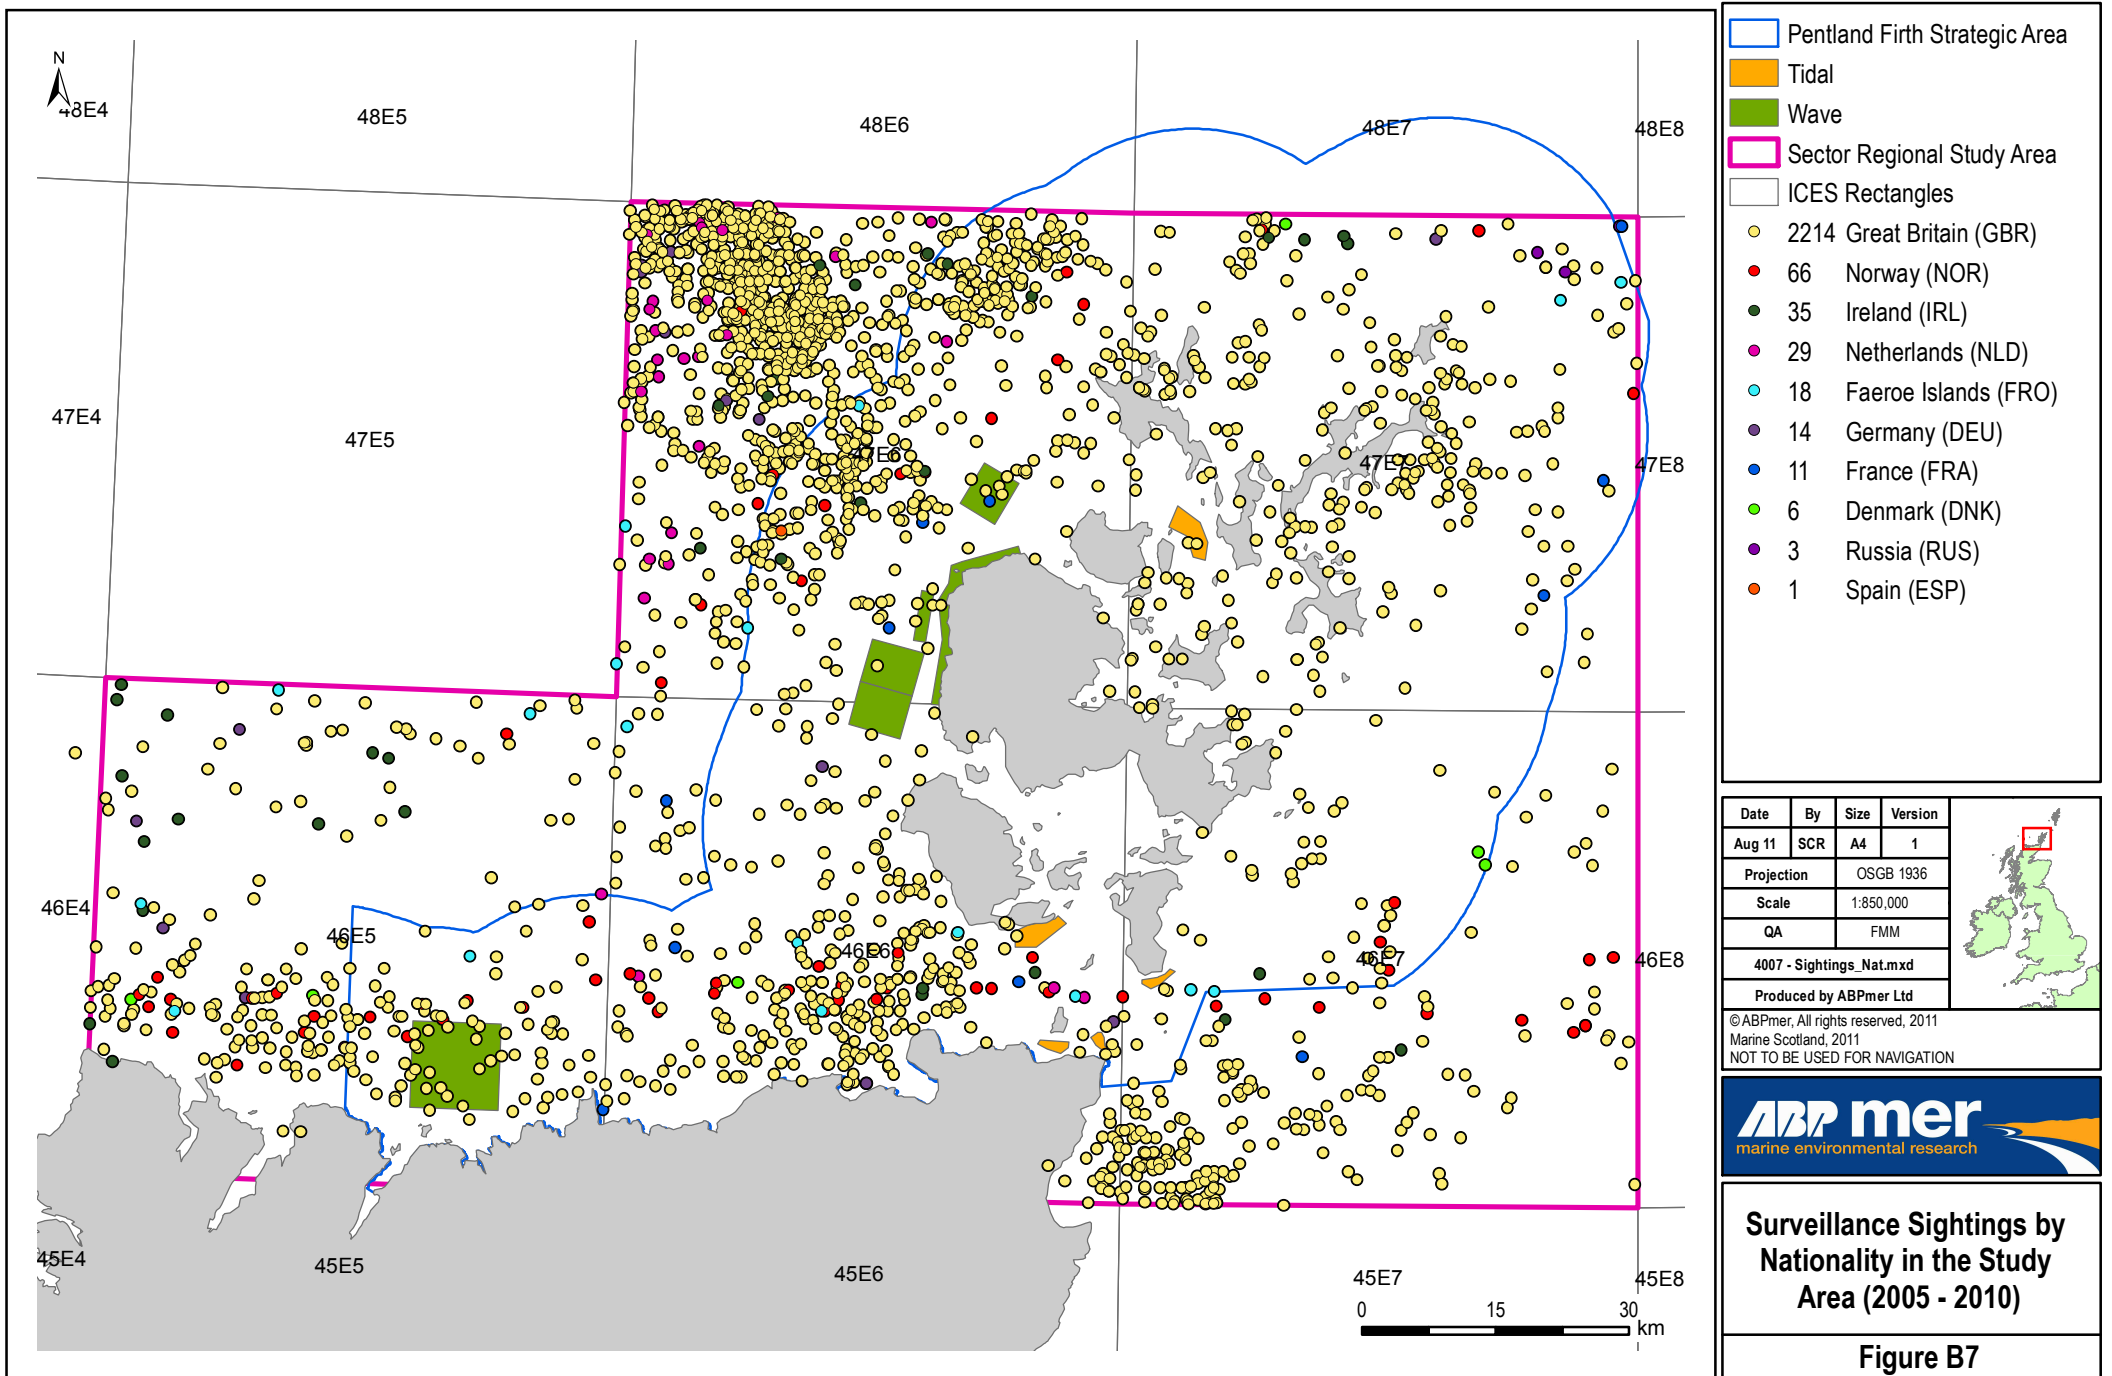 N
48E4
48E5
48E6
48E7
48E8
47E4
47E5
47E6
47E7
47E8
46E4
46E5
46E6
46E7
46E8
45E4
45E5
45E6
45E7
45E8
0 15 30
km
Pentland Firth Strategic Area
Tidal
Wave
Sector Regional Study Area
ICES Rectangles
2214 Great Britain (GBR)
66 Norway (NOR)
35 Ireland (IRL)
29 Netherlands (NLD)
18 Faeroe Islands (FRO)
14 Germany (DEU)
11 France (FRA)
6 Denmark (DNK)
3 Russia (RUS)
1 Spain (ESP)
Date By Size Version
Aug 11 SCR A4 1
Projection OSGB 1936
Scale 1:850,000
QA FMM
4007 - Sightings_Nat.mxd
Produced by ABPmer Ltd
© ABPmer, All rights reserved, 2011
Marine Scotland, 2011
NOT TO BE USED FOR NAVIGATION
ABP mer
marine environmental research
Surveillance Sightings by
Nationality in the Study
Area (2005 - 2010)
Figure B7